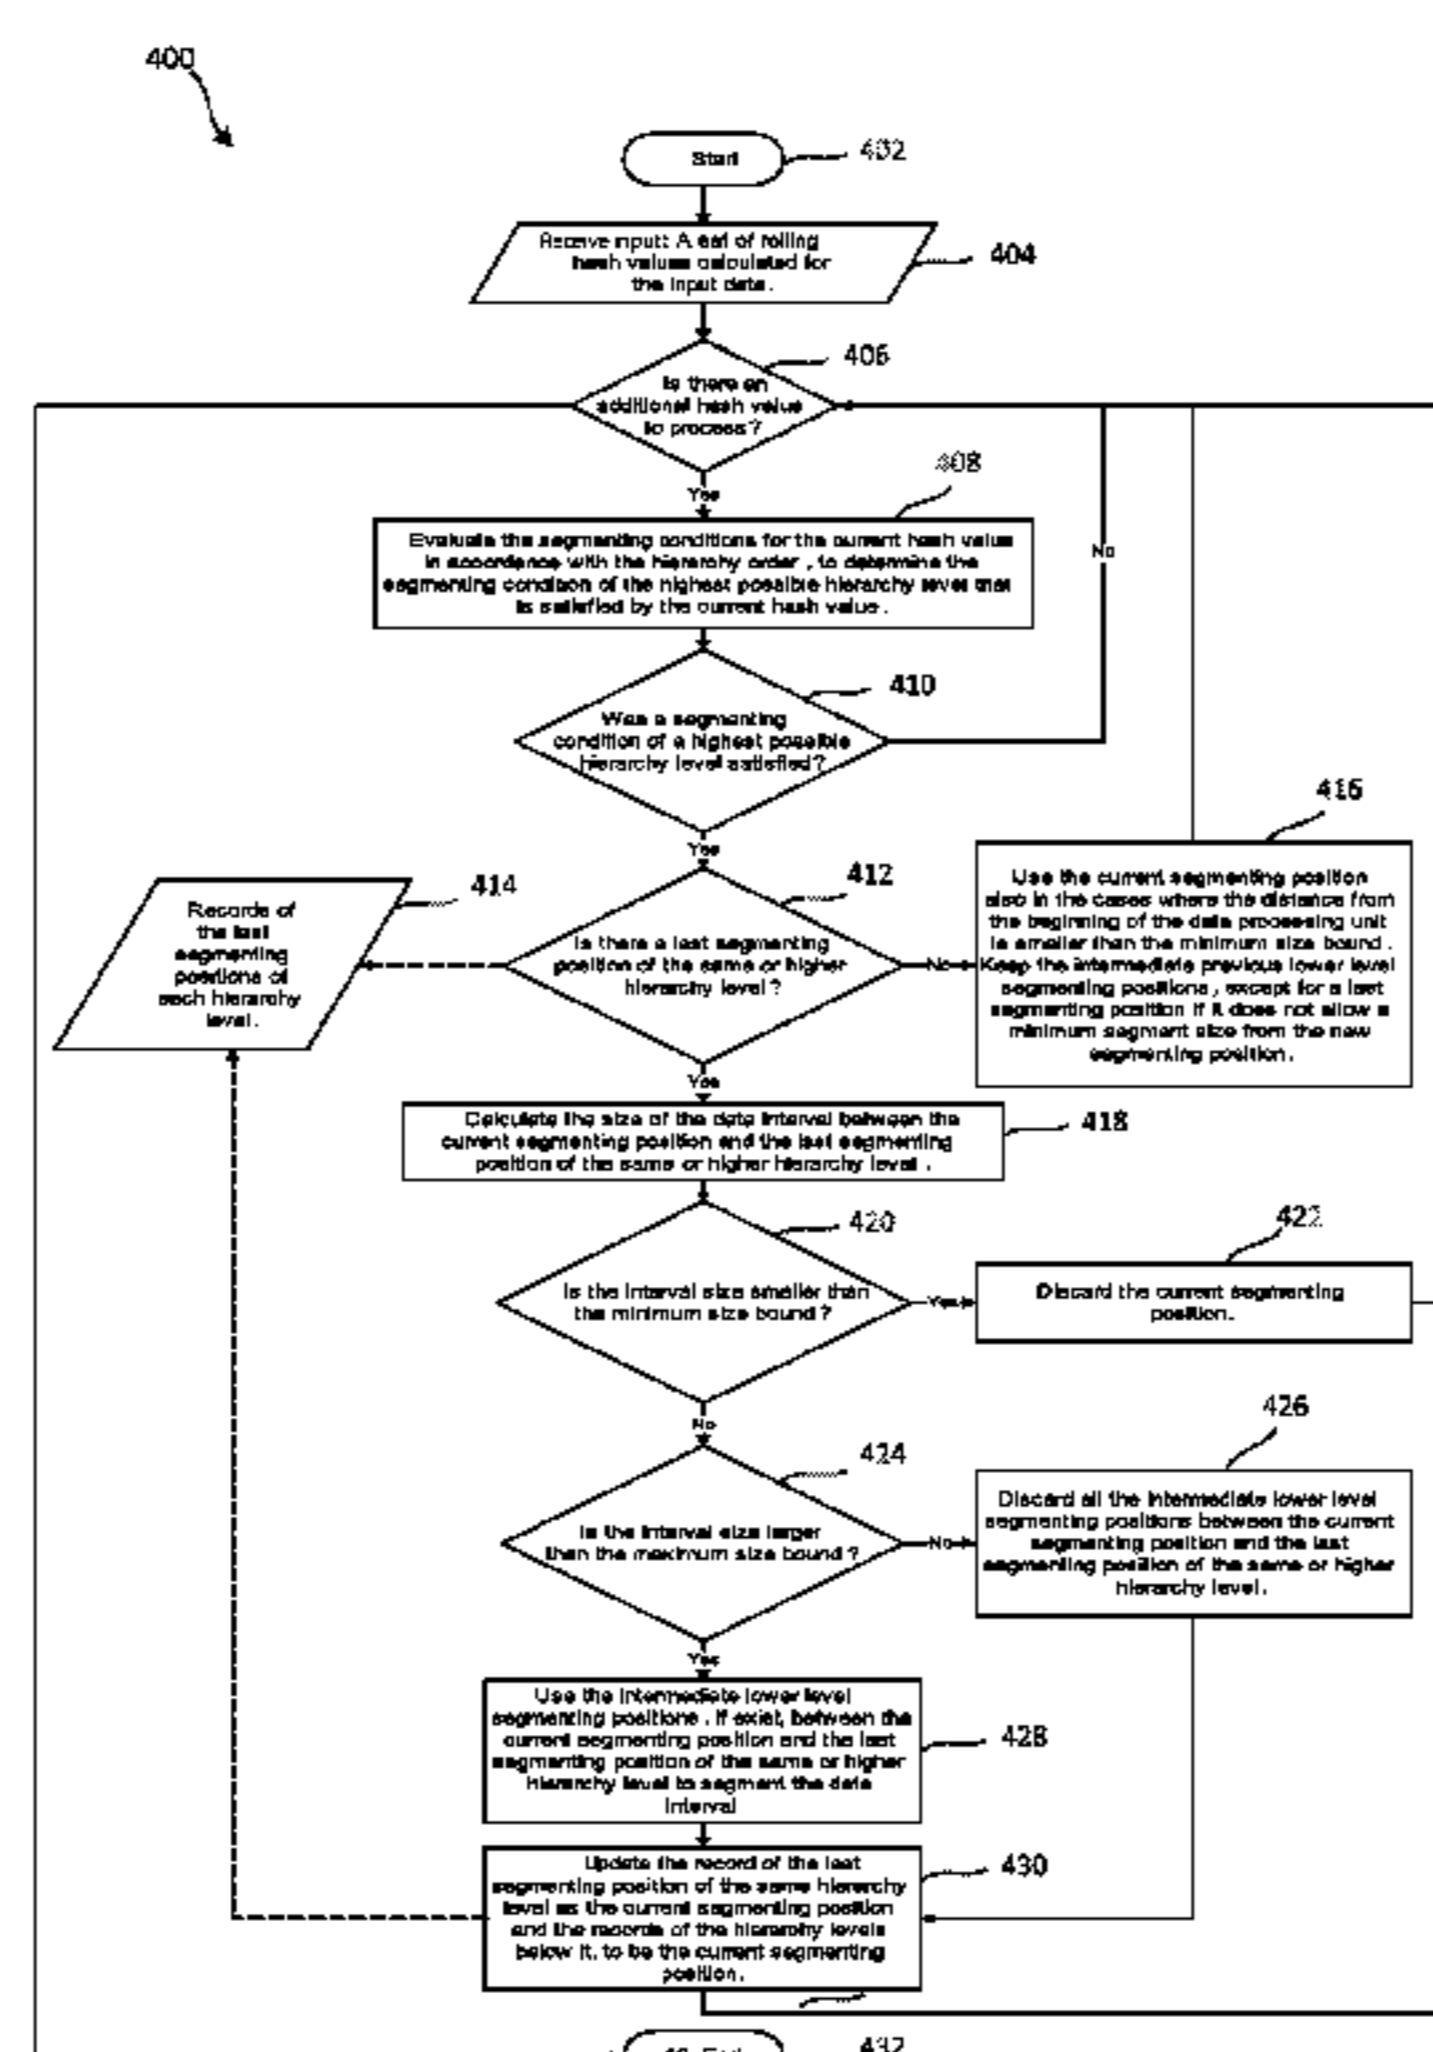 400
Start
402
Receive input: A set of rolling
hash values calculated for
the input data.
404
406
Is there an
additional hash value
to process?
Yes
408
Evaluate the segmenting conditions for the current hash value
in accordance with the hierarchy order, to determine the
segmenting condition of the highest possible hierarchy level that
is satisfied by the current hash value.
No
410
Was a segmenting
condition of a highest possible
hierarchy level satisfied?
Yes
416
412
414
Use the current segmenting position
also in the cases where the distance from
the beginning of the data processing unit
is smaller than the minimum size bound.
Keep the intermediate previous lower level
segmenting positions, except for a last
segmenting position if it does not allow a
minimum segment size from the new
segmenting position.
Records of
the last
segmenting
positions of
each hierarchy
level.
Is there a last segmenting
position of the same or higher
hierarchy level?
No
Yes
Calculate the size of the data interval between the
current segmenting position and the last segmenting
position of the same or higher hierarchy level.
418
420
422
Is the interval size smaller than
the minimum size bound?
Yes
Discard the current segmenting
position.
No
424
426
Is the interval size larger
than the maximum size bound?
No
Discard all the intermediate lower level
segmenting positions between the current
segmenting position and the last
segmenting position of the same or higher
hierarchy level.
Yes
Use the intermediate lower level
segmenting positions, if exist, between the
current segmenting position and the last
segmenting position of the same or higher
hierarchy level to segment the data
interval
428
Update the record of the last
segmenting position of the same hierarchy
level as the current segmenting position
and the records of the hierarchy levels
below it, to be the current segmenting
position.
430
432
End